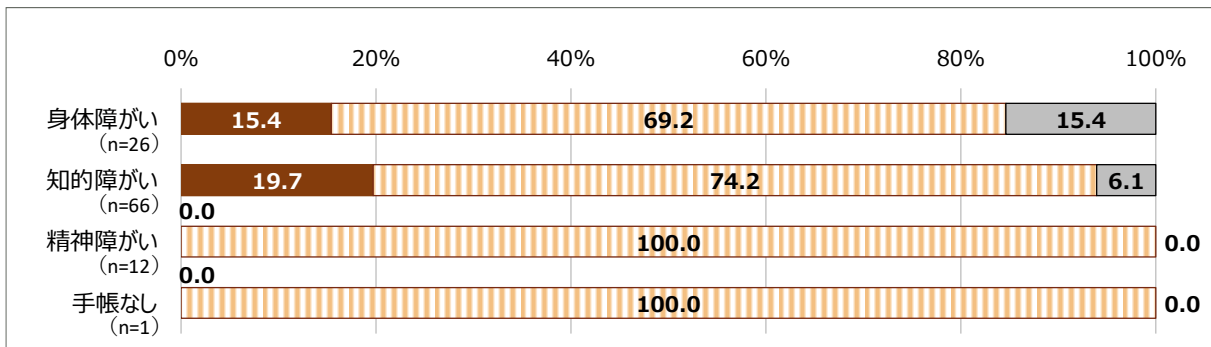 0% 20% 40% 60% 80% 100%
身体障がい 15.4 69.2 15.4
(n=26)
知的障がい 19.7 74.2 6.1
(n=66)
0.0
精神障がい 100.0 0.0
(n=12)
0.0
手帳なし 100.0 0.0
(n=1)